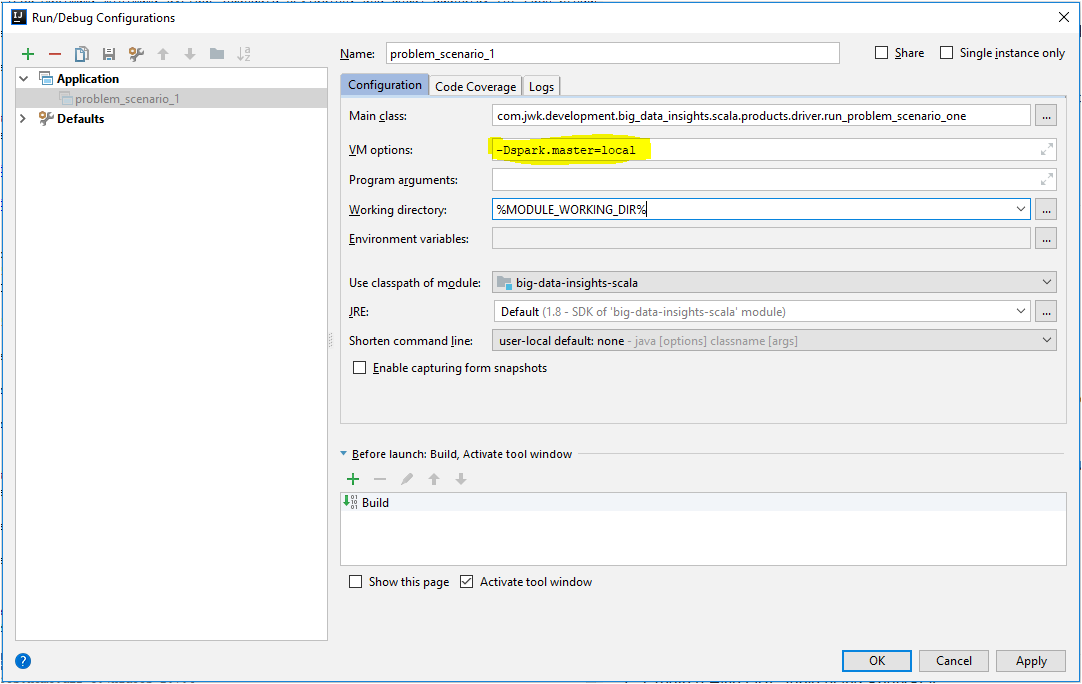 Run/Debug Configurations
Name: problem_scenario_1
Share
Single instance only
Application
problem_scenario_1
Defaults
Configuration
Code Coverage
Logs
Main class: com.jwk.development.big_data_insights.scala.products.driver.run_problem_scenario_one ...
VM options: -Dspark.master=local
Program arguments:
Working directory: %MODULE_WORKING_DIR% ...
Environment variables: ...
Use classpath of module: big-data-insights-scala
JRE: Default (1.8 - SDK of 'big-data-insights-scala' module) ...
Shorten command line: user-local default: none - java [options] classname [args]
Enable capturing form snapshots
Before launch: Build, Activate tool window
Build
Show this page
Activate tool window
?
OK
Cancel
Apply